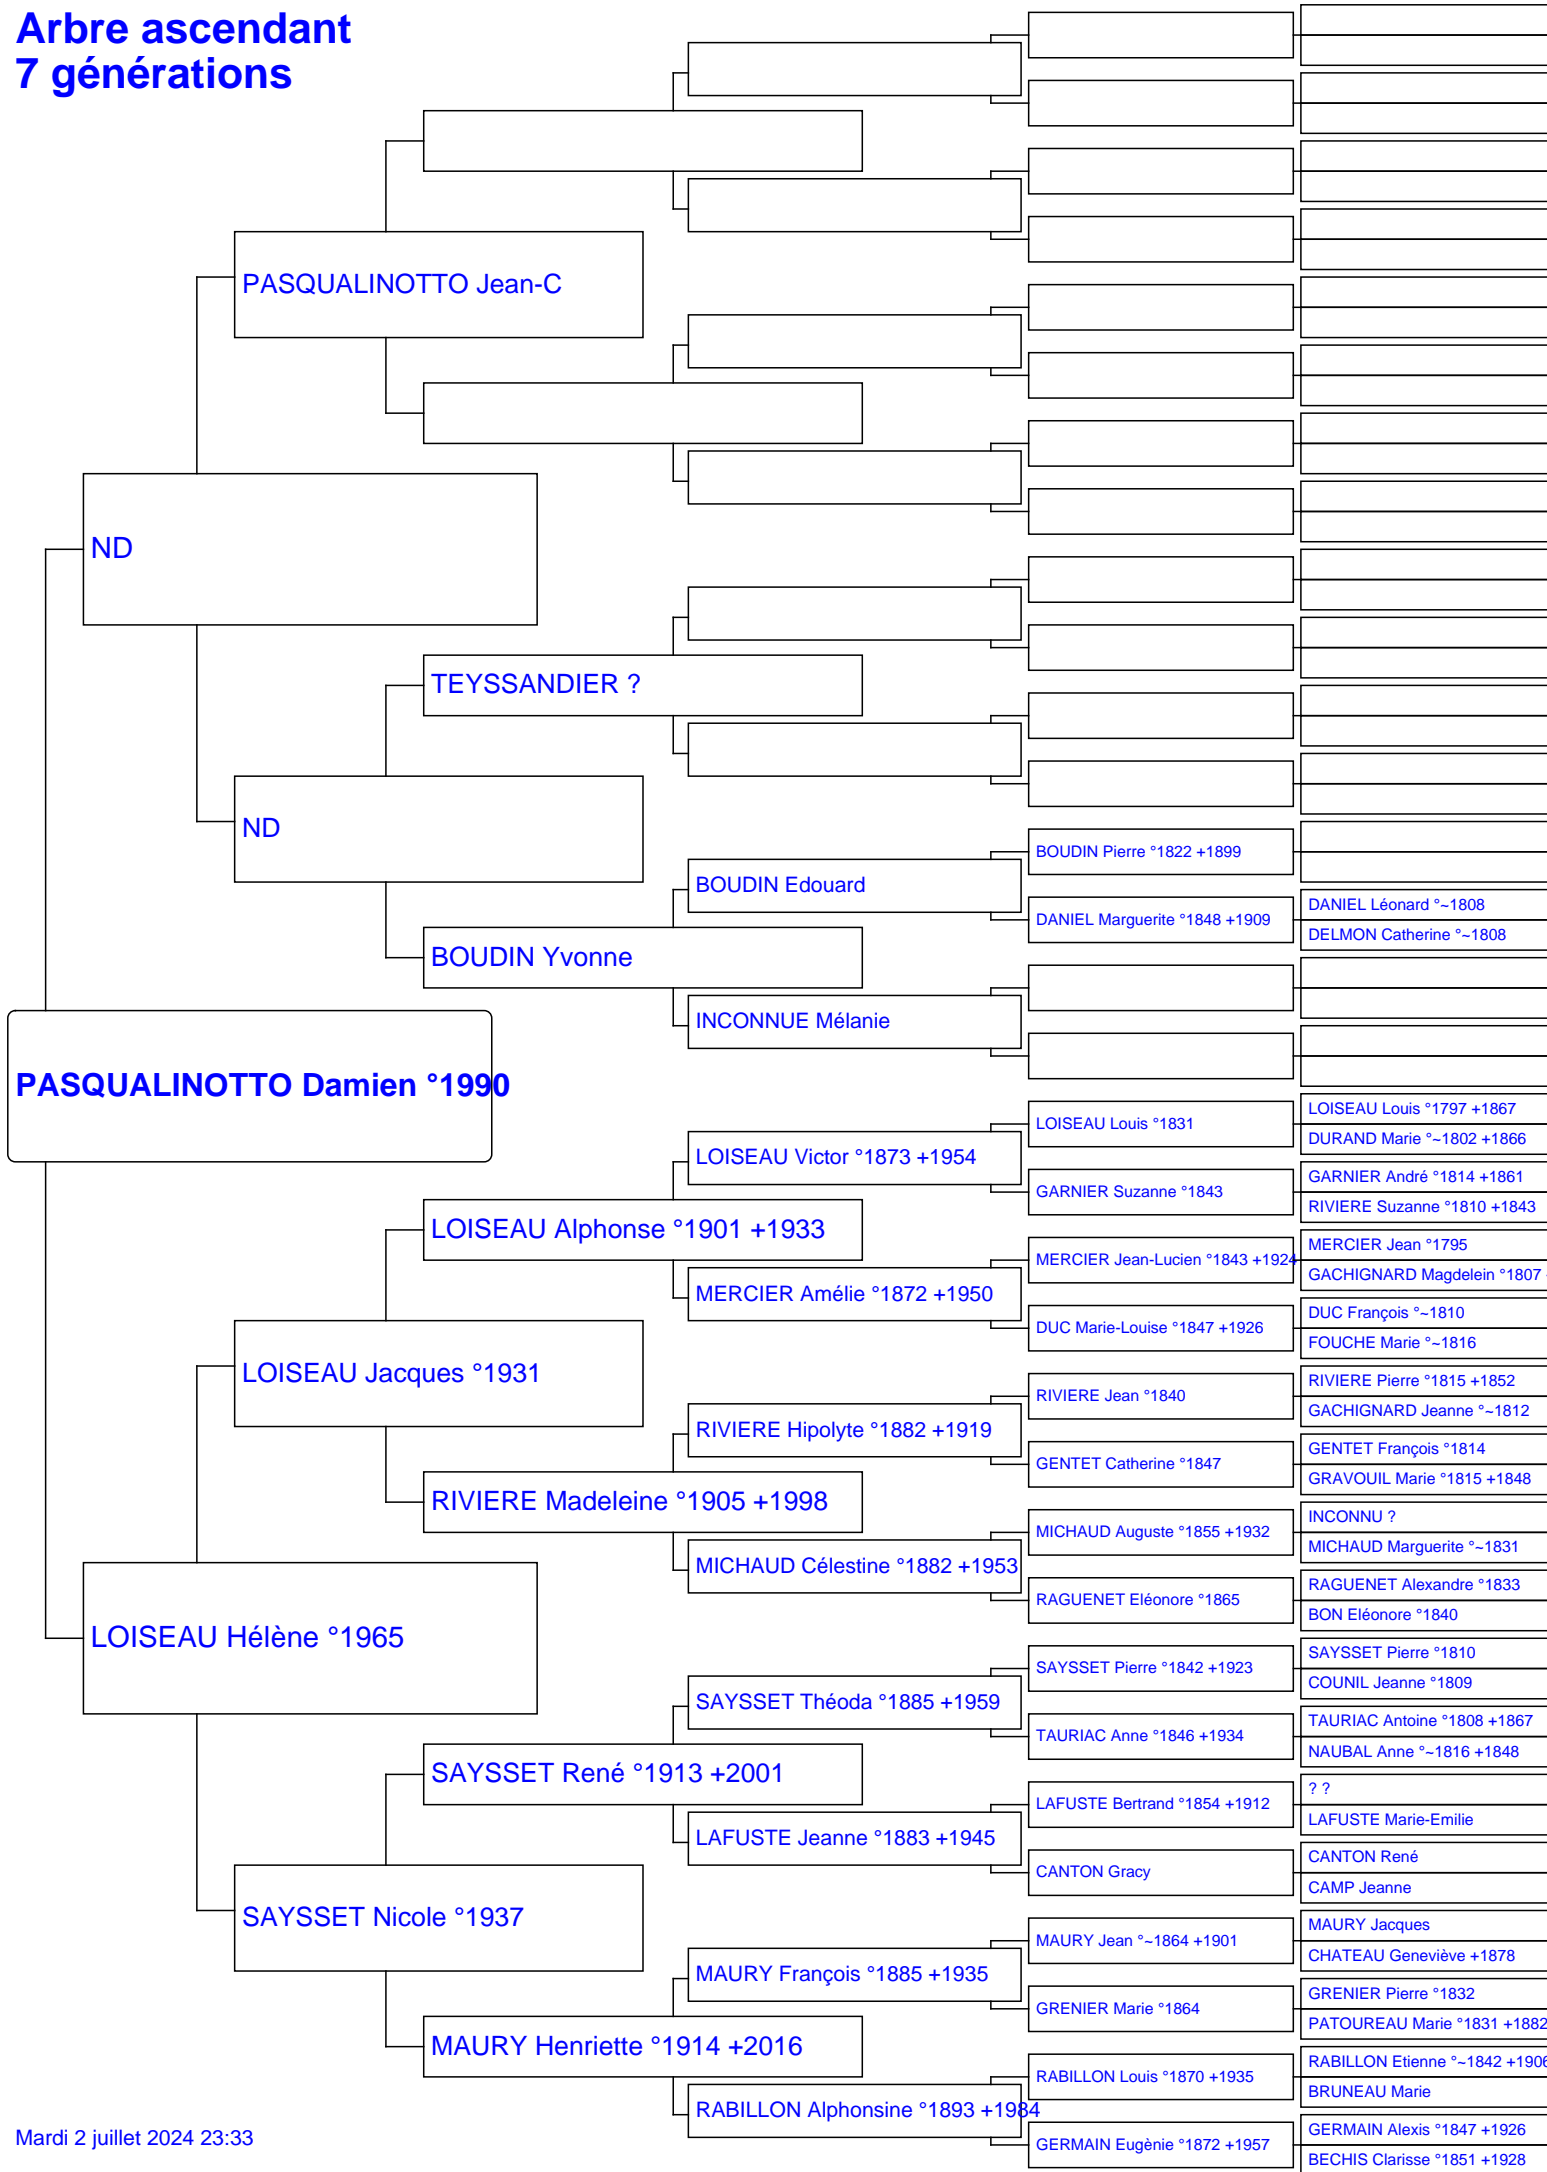 Arbre ascendant
7 générations
PASQUALINOTTO Jean-C
ND
TEYSSANDIER ?
ND
BOUDIN Pierre °1822 +1899
BOUDIN Edouard
DANIEL Léonard °~1808
DANIEL Marguerite °1848 +1909
DELMON Catherine °~1808
BOUDIN Yvonne
INCONNUE Mélanie
PASQUALINOTTO Damien °1990
LOISEAU Louis °1797 +1867
LOISEAU Louis °1831
DURAND Marie °~1802 +1866
LOISEAU Victor °1873 +1954
GARNIER André °1814 +1861
GARNIER Suzanne °1843
RIVIERE Suzanne °1810 +1843
LOISEAU Alphonse °1901 +1933
MERCIER Jean °1795
MERCIER Jean-Lucien °1843 +1924
GACHIGNARD Magdelein °1807
MERCIER Amélie °1872 +1950
DUC François °~1810
DUC Marie-Louise °1847 +1926
FOUCHE Marie °~1816
LOISEAU Jacques °1931
RIVIERE Pierre °1815 +1852
RIVIERE Jean °1840
GACHIGNARD Jeanne °~1812
RIVIERE Hipolyte °1882 +1919
GENTET François °1814
GENTET Catherine °1847
GRAVOUIL Marie °1815 +1848
RIVIERE Madeleine °1905 +1998
INCONNU ?
MICHAUD Auguste °1855 +1932
MICHAUD Marguerite °~1831
MICHAUD Célestine °1882 +1953
RAGUENET Alexandre °1833
RAGUENET Eléonore °1865
BON Eléonore °1840
LOISEAU Hélène °1965
SAYSSET Pierre °1810
SAYSSET Pierre °1842 +1923
COUNIL Jeanne °1809
SAYSSET Théoda °1885 +1959
TAURIAC Antoine °1808 +1867
TAURIAC Anne °1846 +1934
NAUBAL Anne °~1816 +1848
SAYSSET René °1913 +2001
? ?
LAFUSTE Bertrand °1854 +1912
LAFUSTE Marie-Emilie
LAFUSTE Jeanne °1883 +1945
CANTON René
CANTON Gracy
CAMP Jeanne
SAYSSET Nicole °1937
MAURY Jacques
MAURY Jean °~1864 +1901
CHATEAU Geneviève +1878
MAURY François °1885 +1935
GRENIER Pierre °1832
GRENIER Marie °1864
PATOUREAU Marie °1831 +1882
MAURY Henriette °1914 +2016
RABILLON Etienne °~1842 +1906
RABILLON Louis °1870 +1935
BRUNEAU Marie
RABILLON Alphonsine °1893 +1984
GERMAIN Alexis °1847 +1926
GERMAIN Eugènie °1872 +1957
BECHIS Clarisse °1851 +1928
Mardi 2 juillet 2024 23:33